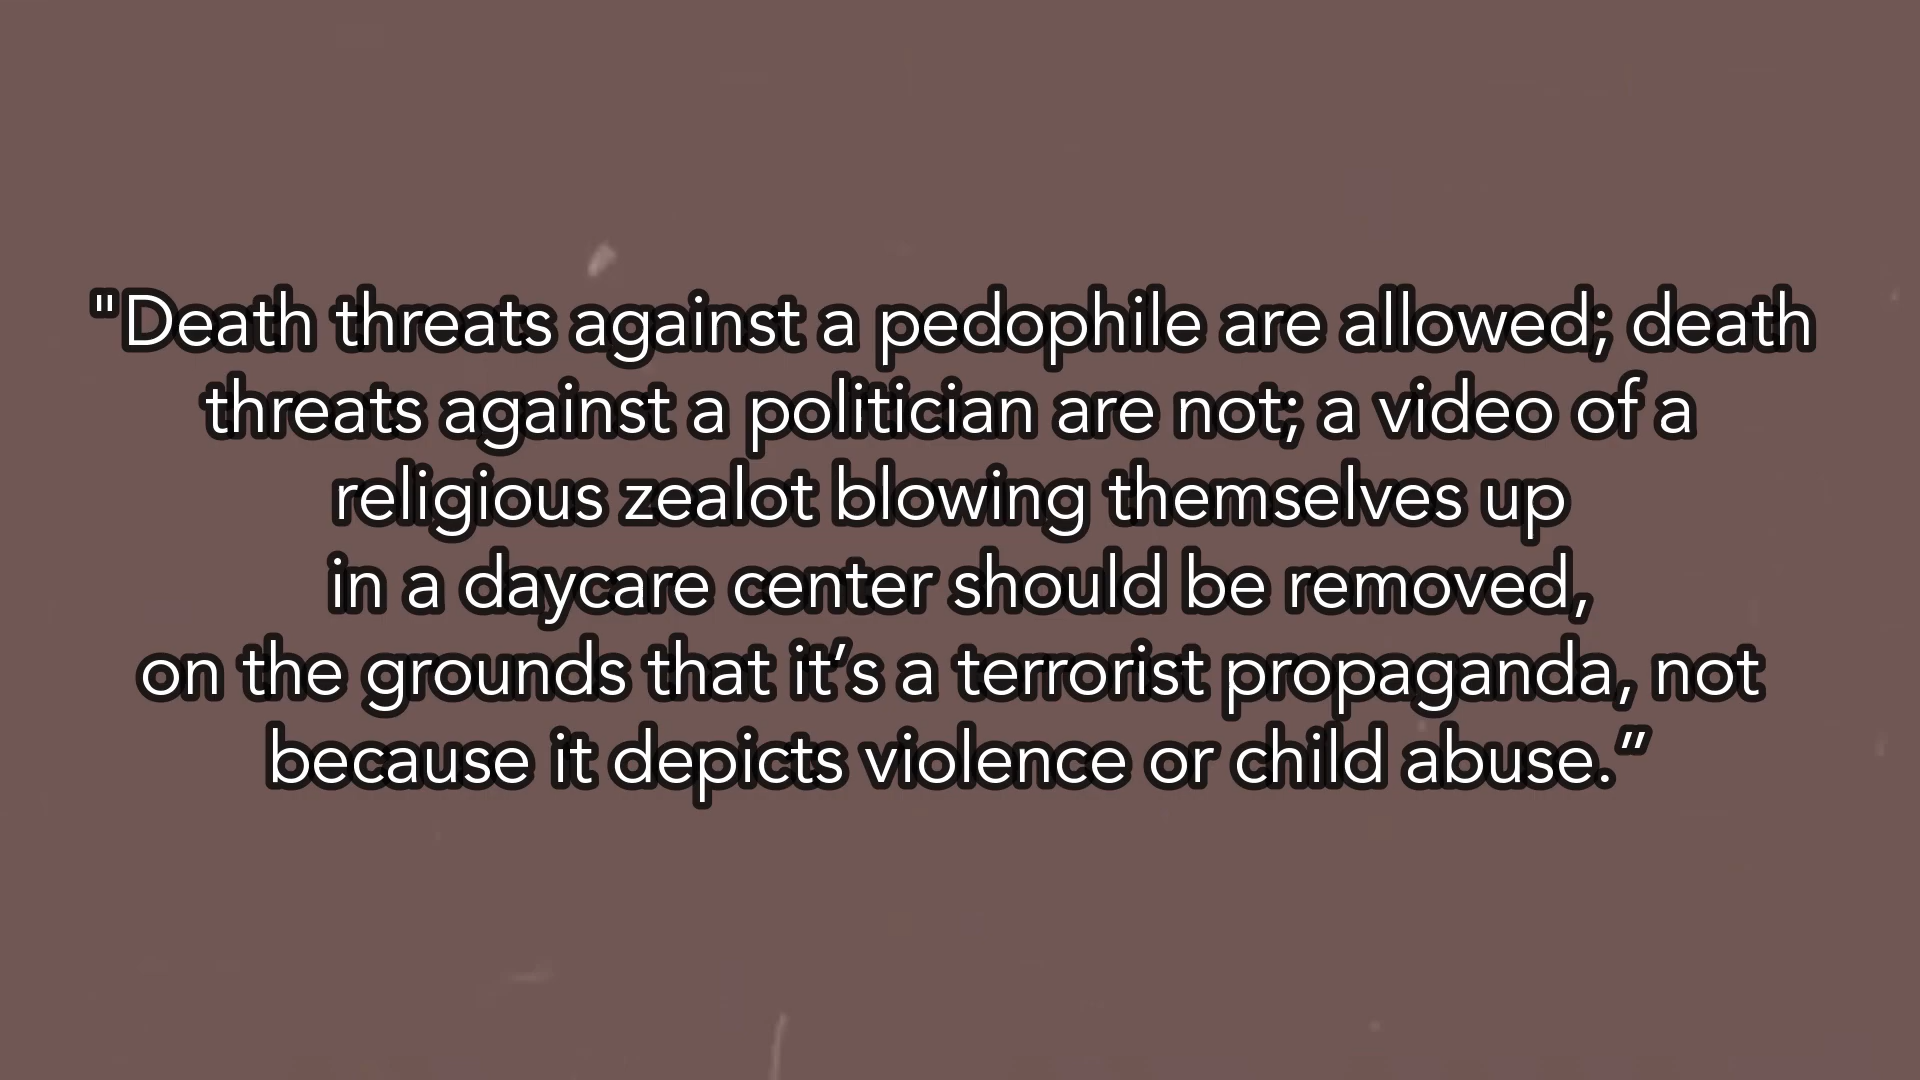 "Death threats against a pedophile are allowed; death
threats against a politician are not; a video of a
religious zealot blowing themselves up
in a daycare center should be removed,
on the grounds that it’s a terrorist propaganda, not
because it depicts violence or child abuse.”